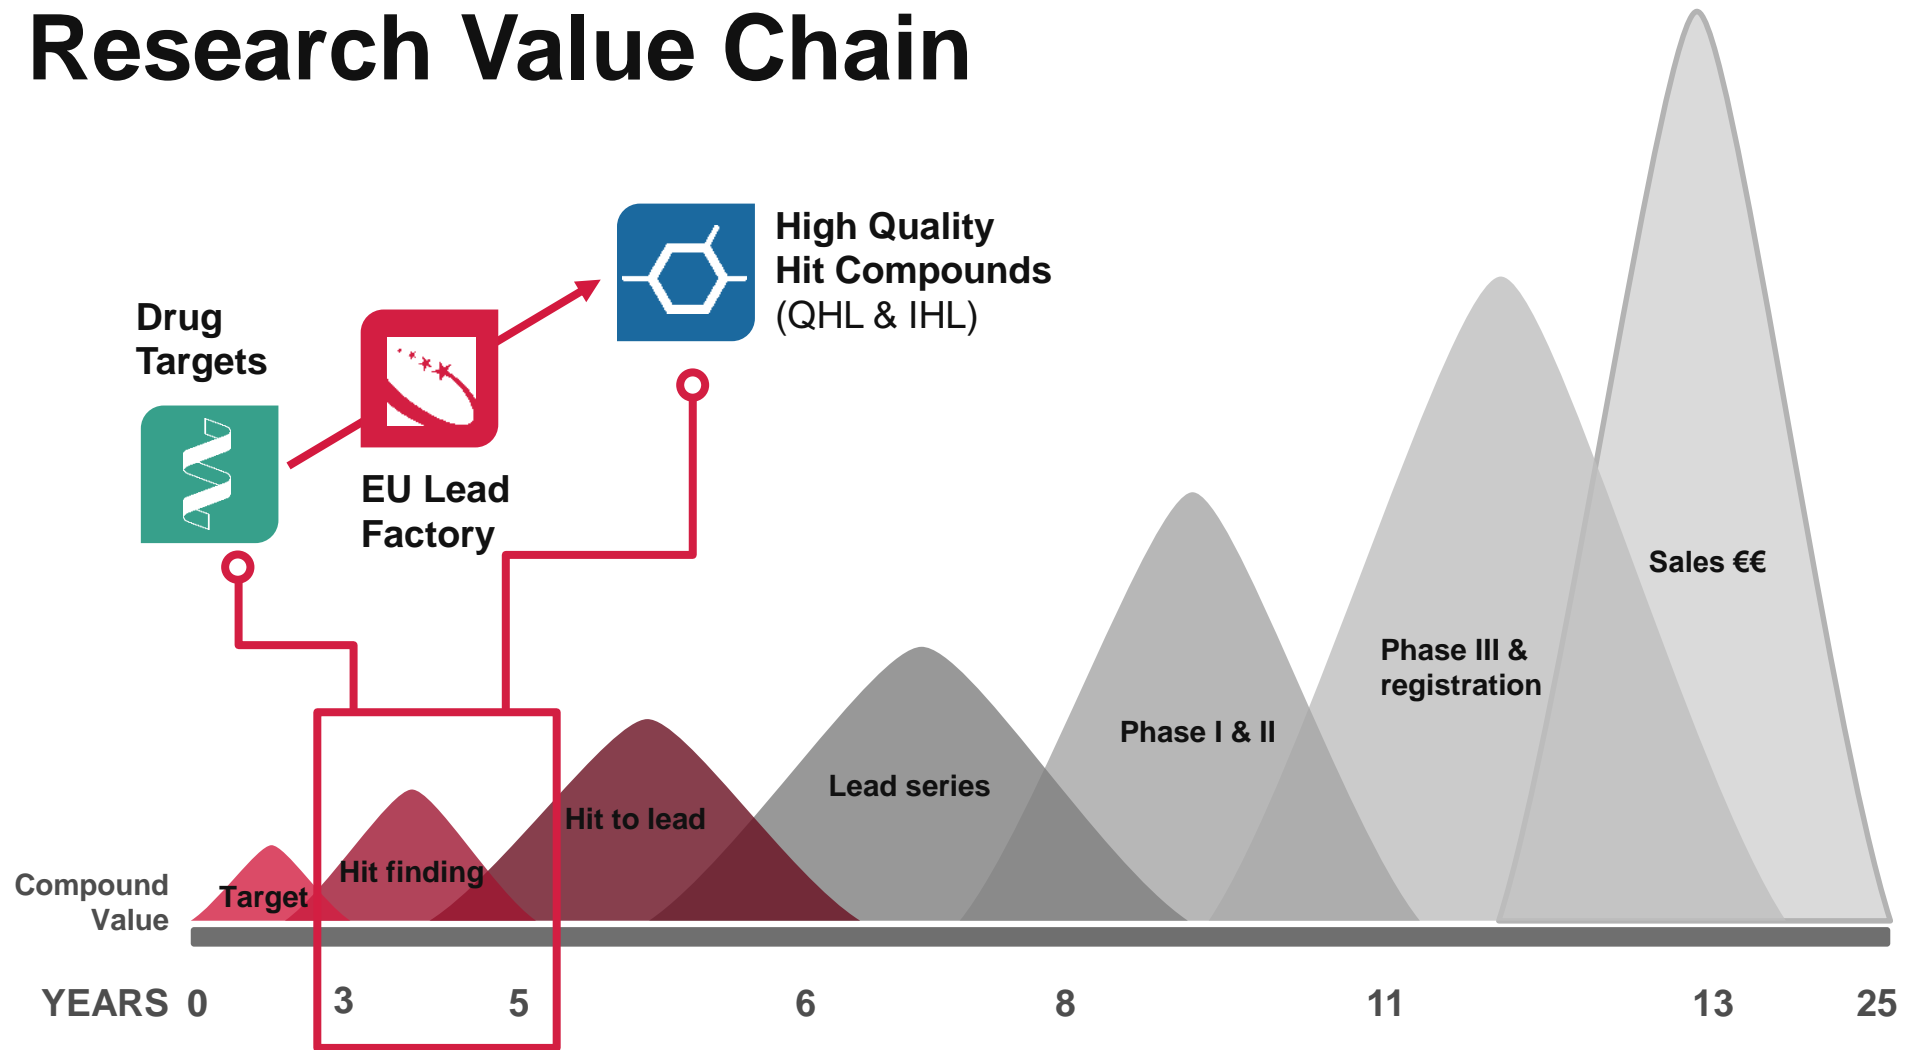 Research Value Chain
High Quality
Hit Compounds
(QHL & IHL)
Drug
Targets
EU Lead
Factory
Sales €€
Phase III &
registration
Phase I & II
Lead series
Hit to lead
Hit finding
Target
Compound
Value
YEARS 0 3 5 6 8 11 13 25